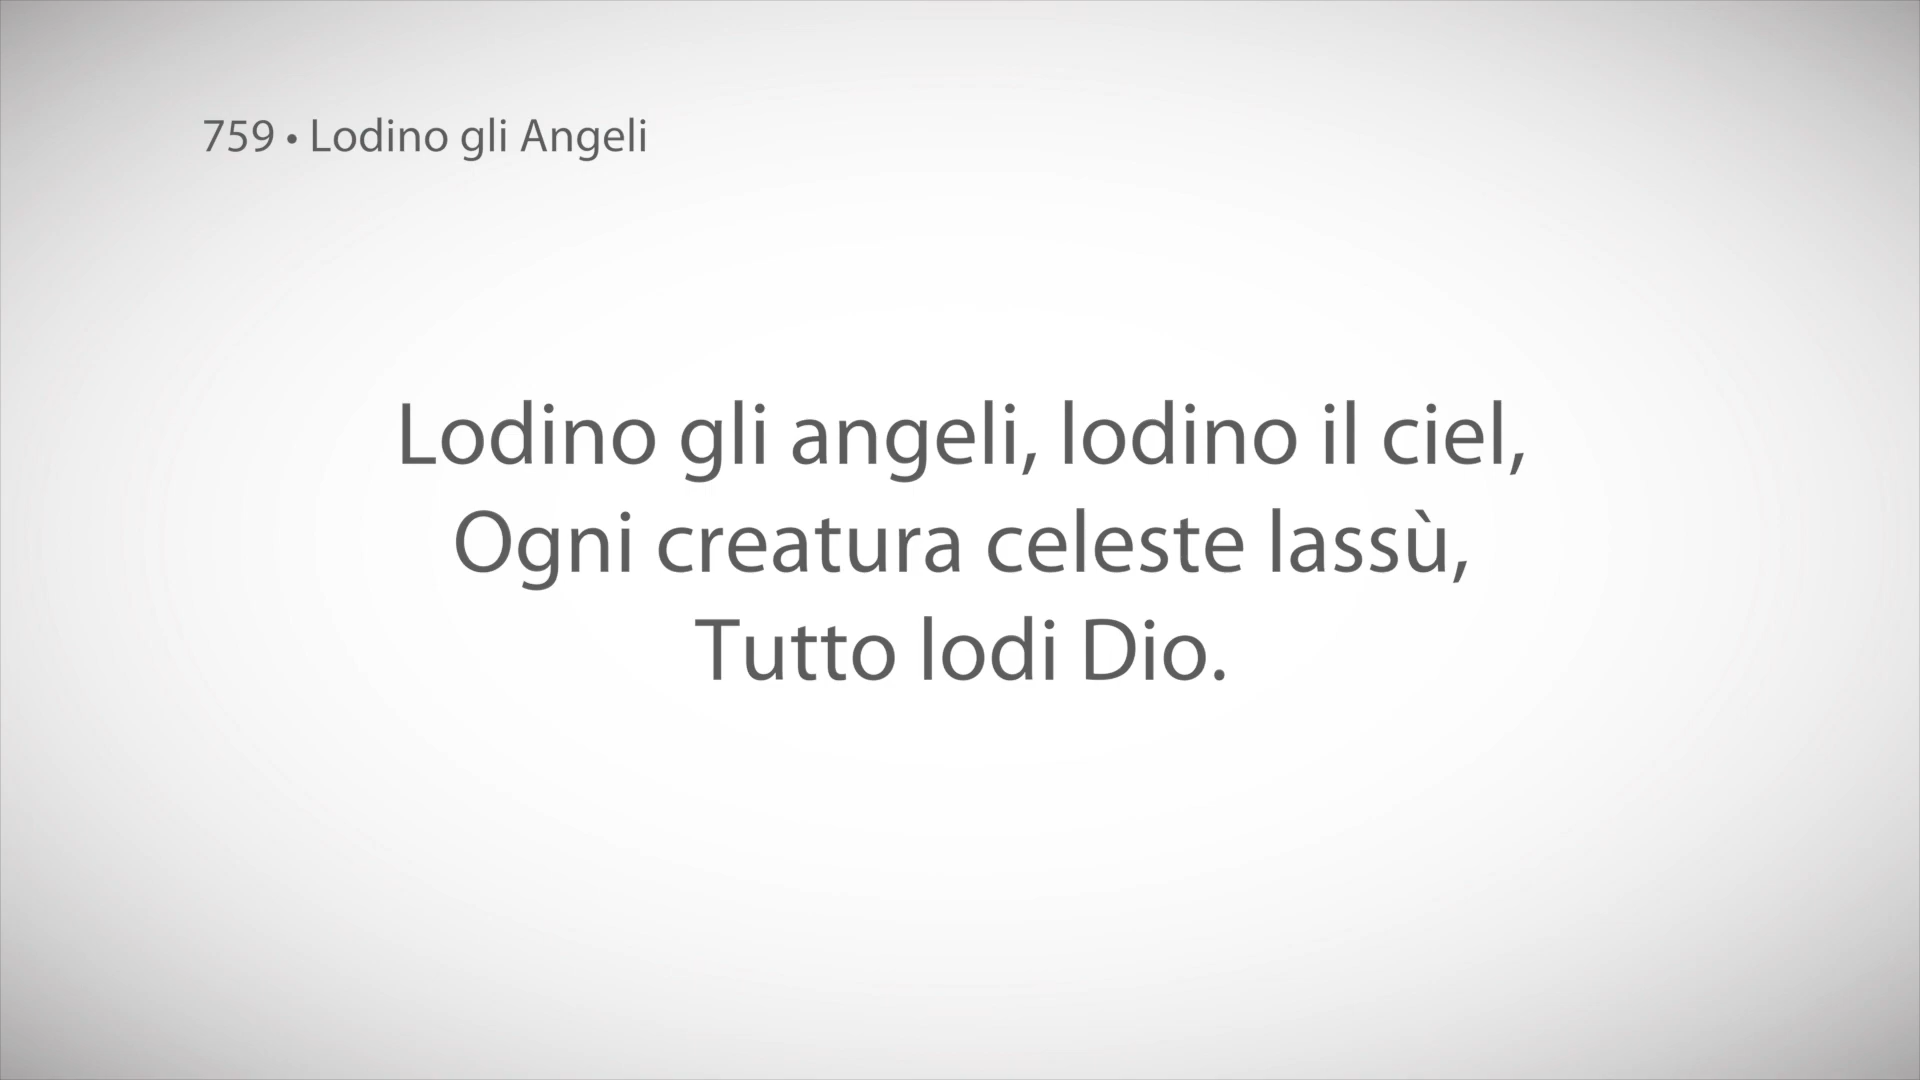 759 • Lodino gli Angeli
Lodino gli angeli, lodino il ciel,
Ogni creatura celeste lassù,
Tutto lodi Dio.